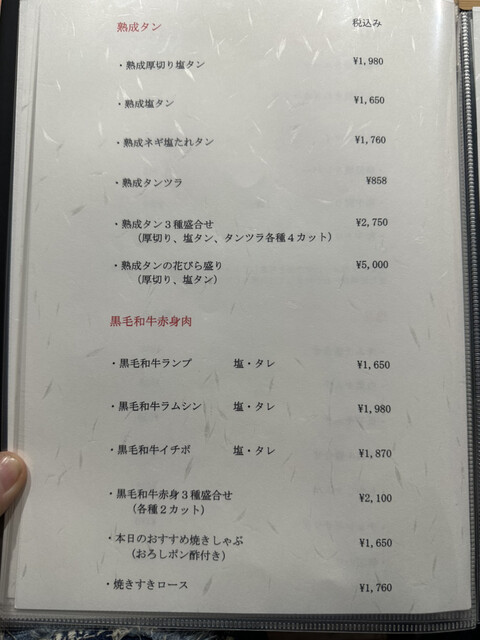 熟成タン 税込み
・熟成厚切り塩タン ¥1,980
・熟成塩タン ¥1,650
・熟成ネギ塩たれタン ¥1,760
・熟成タンツラ ¥858
・熟成タン３種盛合せ ¥2,750
（厚切り、塩タン、タンツラ各種４カット）
・熟成タンの花びら盛り ¥5,000
（厚切り、塩タン）
黒毛和牛赤身肉
・黒毛和牛ランプ 塩・タレ ¥1,650
・黒毛和牛ラムシン 塩・タレ ¥1,980
・黒毛和牛イチボ 塩・タレ ¥1,870
・黒毛和牛赤身３種盛合せ ¥2,100
（各種２カット）
・本日のおすすめ焼きしゃぶ ¥1,650
（おろしポン酢付き）
・焼きすきロース ¥1,760